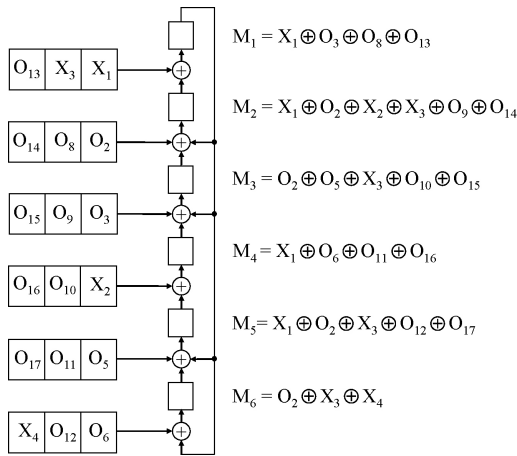 M₁ = X₁⊕O₃⊕O₈⊕O₁₃
O₁₃ X₃ X₁
M₂ = X₁⊕O₂⊕X₂⊕X₃⊕O₉⊕O₁₄
O₁₄ O₈ O₂
M₃ = O₂⊕O₅⊕X₃⊕O₁₀⊕O₁₅
O₁₅ O₉ O₃
M₄ = X₁⊕O₆⊕O₁₁⊕O₁₆
O₁₆ O₁₀ X₂
M₅= X₁⊕O₂⊕X₃⊕O₁₂⊕O₁₇
O₁₇ O₁₁ O₅
M₆ = O₂⊕X₃⊕X₄
X₄ O₁₂ O₆